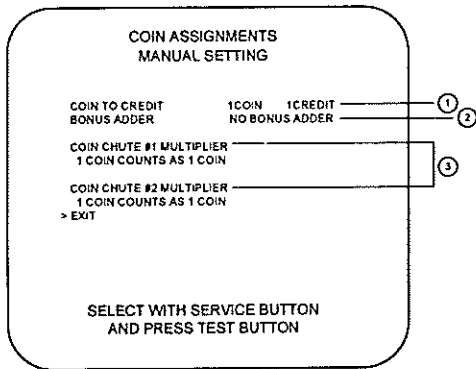 COIN ASSIGNMENTS
MANUAL SETTING
COIN TO CREDIT 1COIN 1CREDIT 1
BONUS ADDER NO BONUS ADDER 2
COIN CHUTE #1 MULTIPLIER
1 COIN COUNTS AS 1 COIN
3
COIN CHUTE #2 MULTIPLIER
1 COIN COUNTS AS 1 COIN
> EXIT
SELECT WITH SERVICE BUTTON
AND PRESS TEST BUTTON